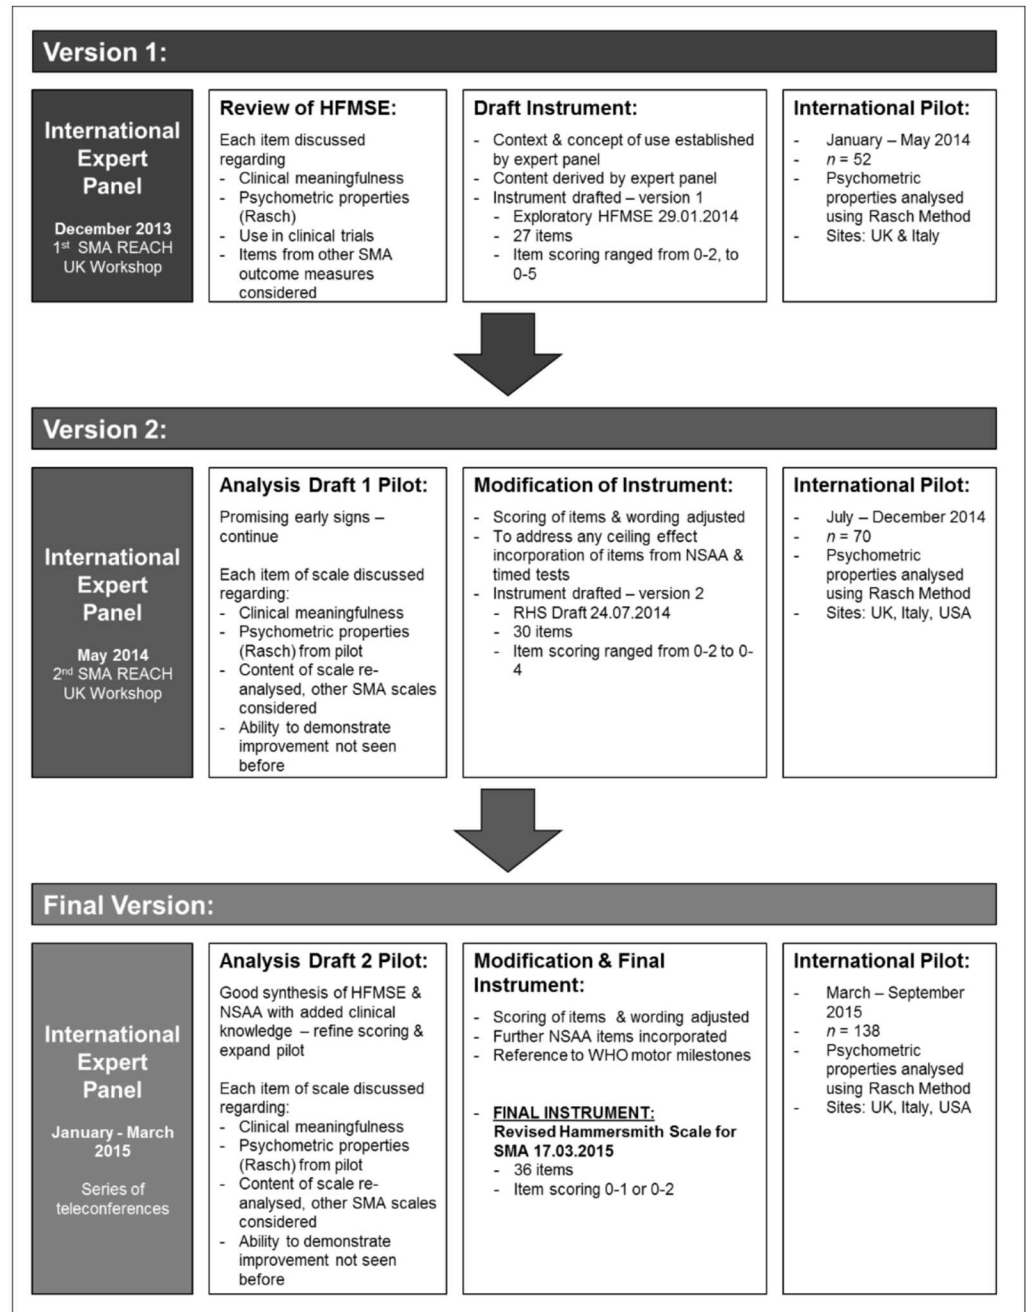 Version 1:
International
Expert
Panel
December 2013
1st SMA REACH
UK Workshop
Review of HFMSE:
Each item discussed
regarding
- Clinical meaningfulness
- Psychometric properties
(Rasch)
- Use in clinical trials
- Items from other SMA
outcome measures
considered
Draft Instrument:
- Context & concept of use established
by expert panel
- Content derived by expert panel
- Instrument drafted – version 1
- Exploratory HFMSE 29.01.2014
- 27 items
- Item scoring ranged from 0-2, to
0-5
International Pilot:
- January – May 2014
- n = 52
- Psychometric
properties analysed
using Rasch Method
- Sites: UK & Italy
Version 2:
International
Expert
Panel
May 2014
2nd SMA REACH
UK Workshop
Analysis Draft 1 Pilot:
Promising early signs –
continue
Each item of scale discussed
regarding:
- Clinical meaningfulness
- Psychometric properties
(Rasch) from pilot
- Content of scale re-
analysed, other SMA scales
considered
- Ability to demonstrate
improvement not seen
before
Modification of Instrument:
- Scoring of items & wording adjusted
- To address any ceiling effect
incorporation of items from NSAA &
timed tests
- Instrument drafted – version 2
- RHS Draft 24.07.2014
- 30 items
- Item scoring ranged from 0-2 to 0-
4
International Pilot:
- July – December 2014
- n = 70
- Psychometric
properties analysed
using Rasch Method
- Sites: UK, Italy, USA
Final Version:
International
Expert
Panel
January - March
2015
Series of
teleconferences
Analysis Draft 2 Pilot:
Good synthesis of HFMSE &
NSAA with added clinical
knowledge – refine scoring &
expand pilot
Each item of scale discussed
regarding:
- Clinical meaningfulness
- Psychometric properties
(Rasch) from pilot
- Content of scale re-
analysed, other SMA scales
considered
- Ability to demonstrate
improvement not seen
before
Modification & Final
Instrument:
- Scoring of items & wording adjusted
- Further NSAA items incorporated
- Reference to WHO motor milestones
- FINAL INSTRUMENT:
Revised Hammersmith Scale for
SMA 17.03.2015
- 36 items
- Item scoring 0-1 or 0-2
International Pilot:
- March – September
2015
- n = 138
- Psychometric
properties analysed
using Rasch Method
- Sites: UK, Italy, USA